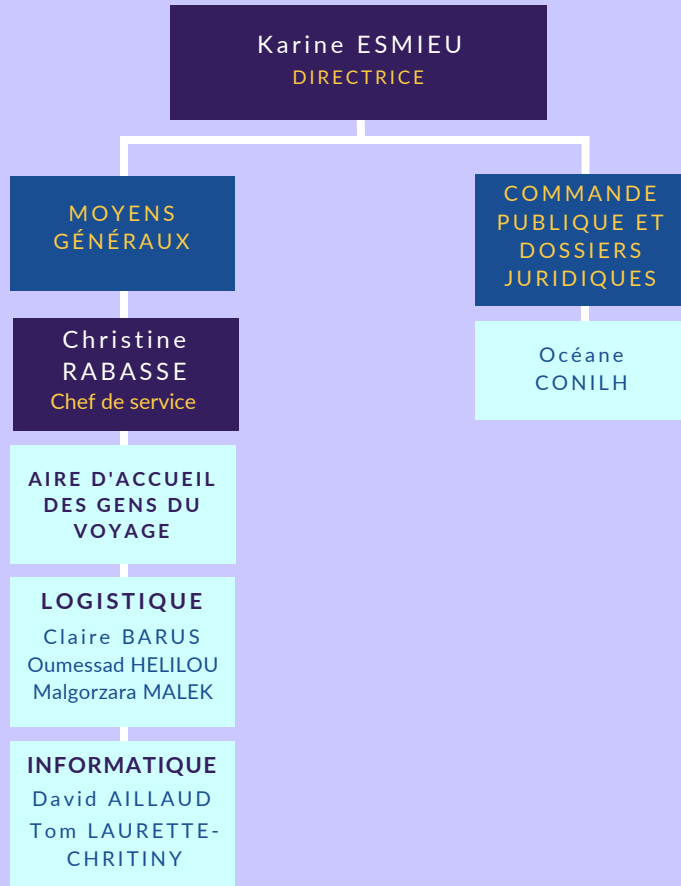 Karine ESMIEU
DIRECTRICE
MOYENS
GÉNÉRAUX
Christine
RABASSE
Chef de service
AIRE D'ACCUEIL
DES GENS DU
VOYAGE
LOGISTIQUE
Claire BARUS
Oumessad HELILOU
Malgorzara MALEK
INFORMATIQUE
David AILLAUD
Tom LAURETTE-
CHRITINY
COMMANDE
PUBLIQUE ET
DOSSIERS
JURIDIQUES
Océane
CONILH